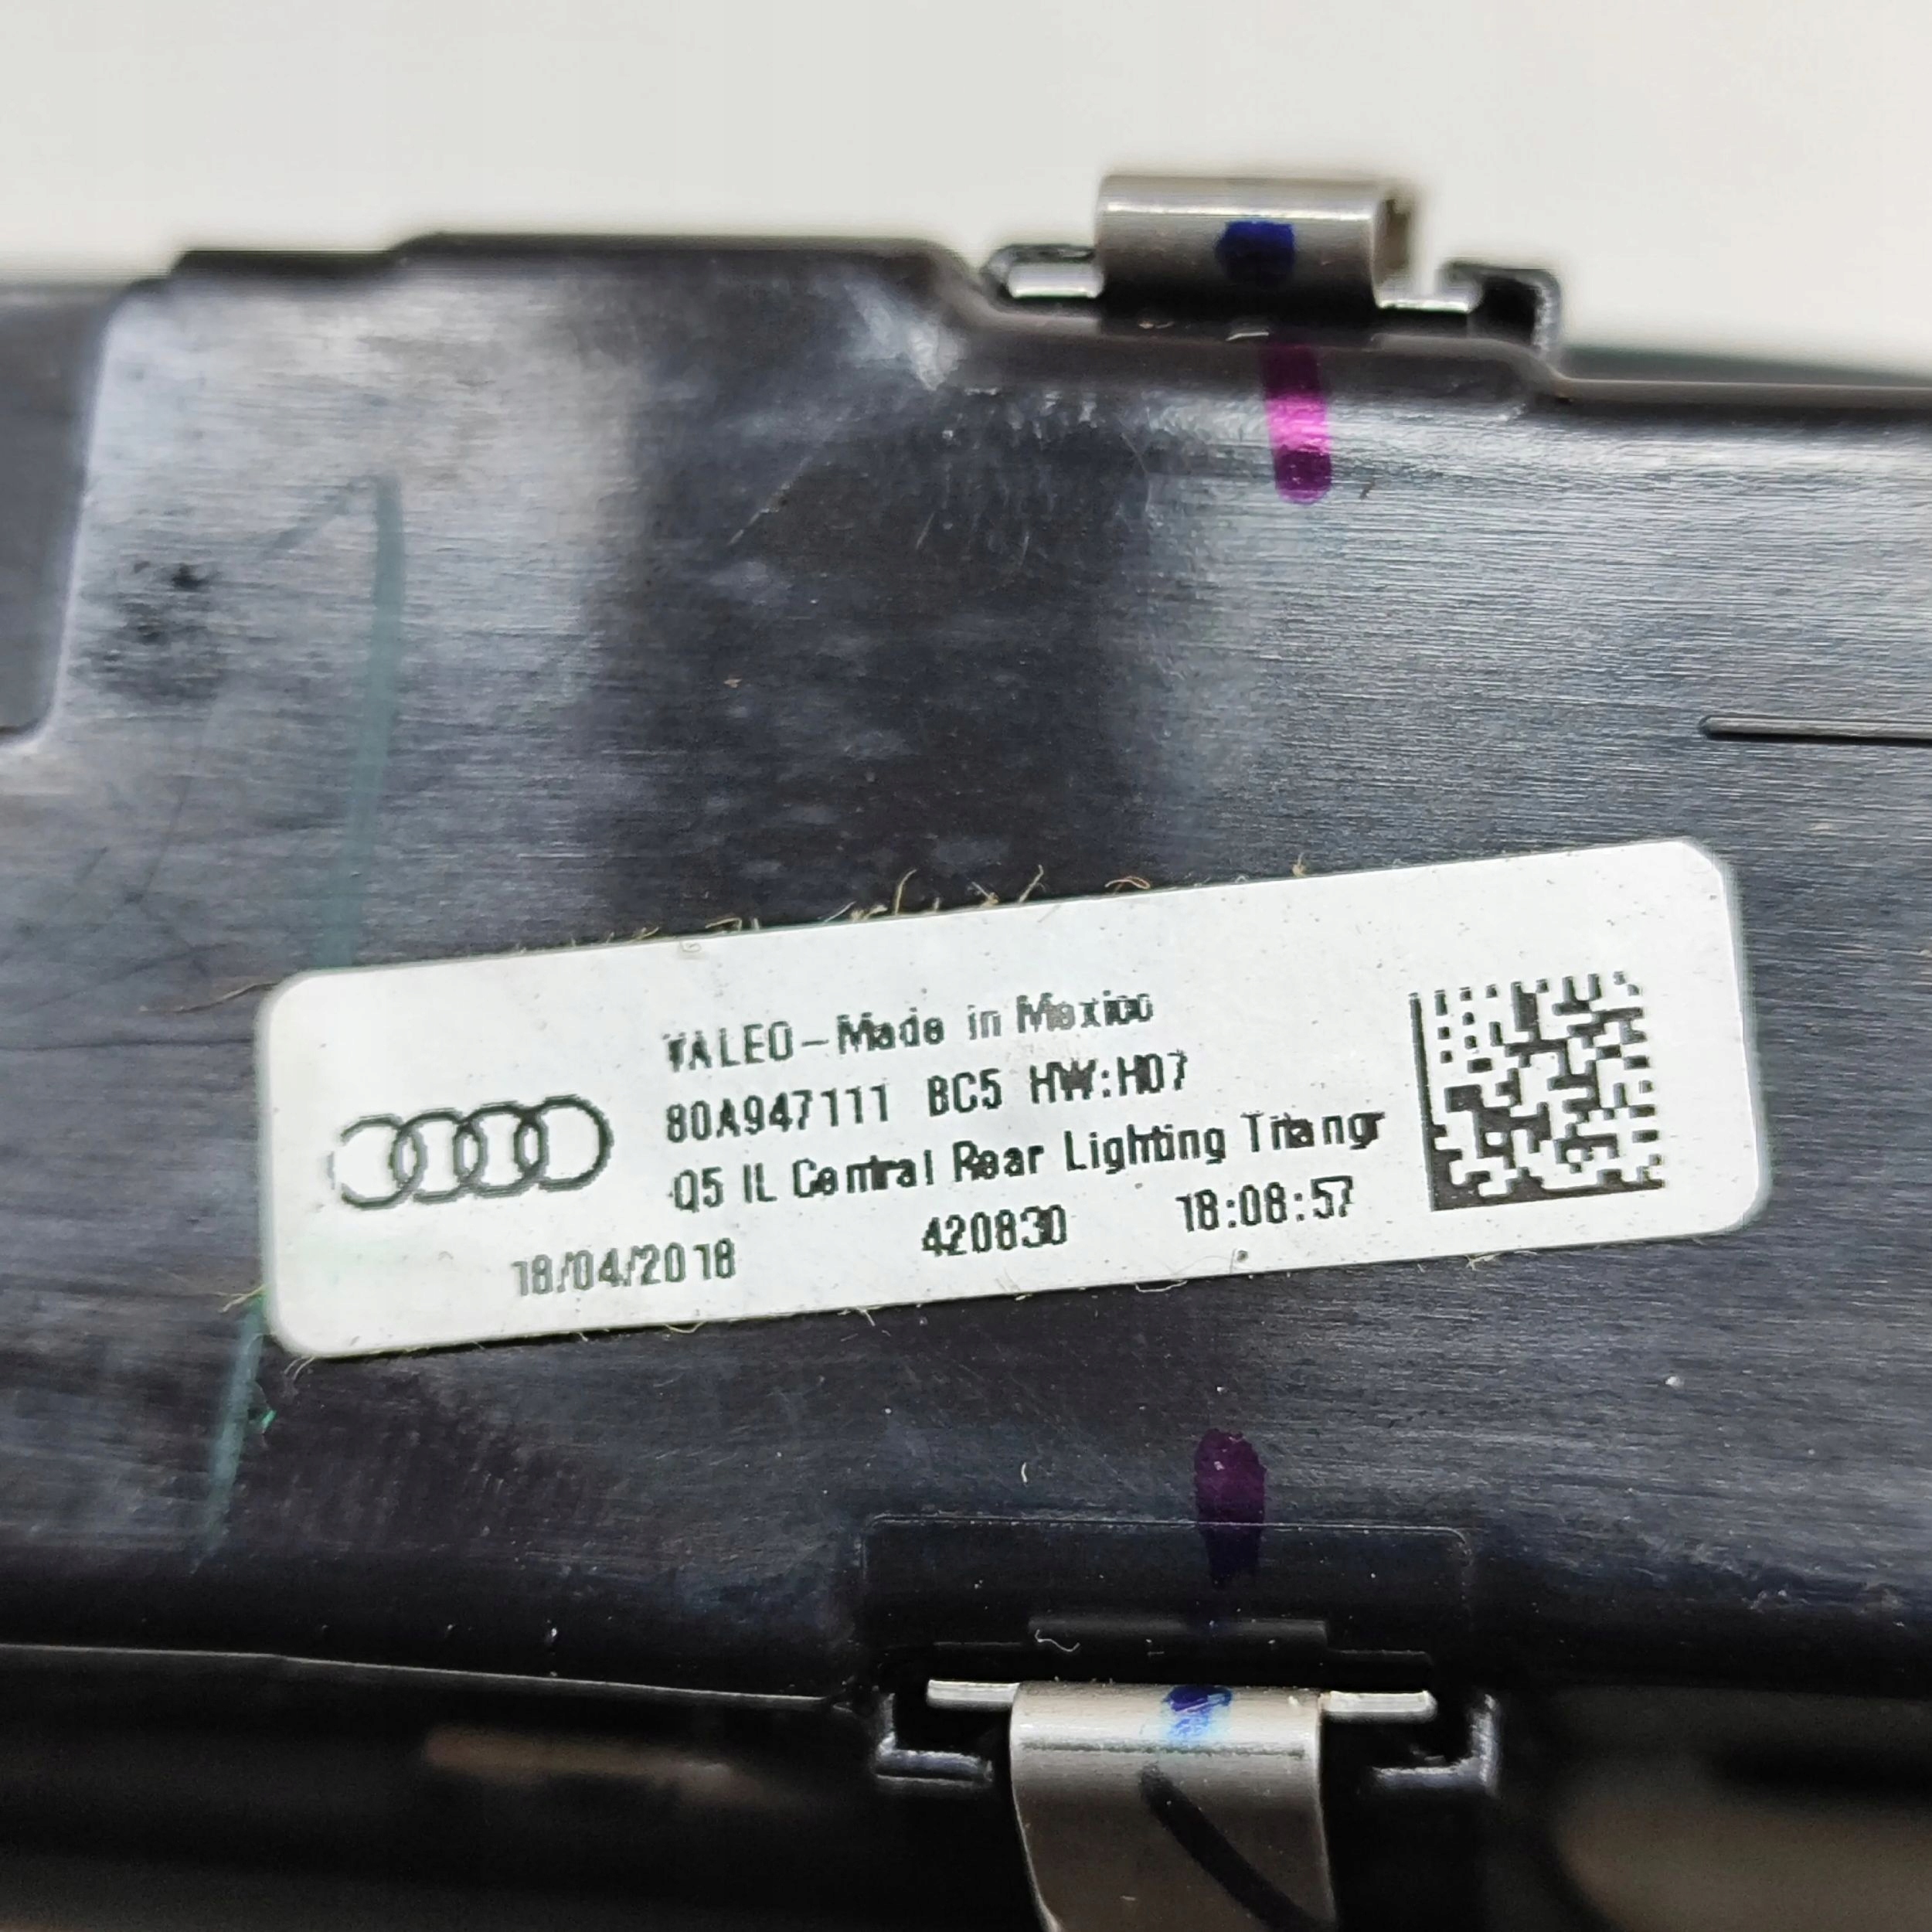 VALEO-Made in Mexico
80A947111 BC5 HW:H07
Q5 IL Central Rear Lighting
18/04/2018 420830 18:08:57